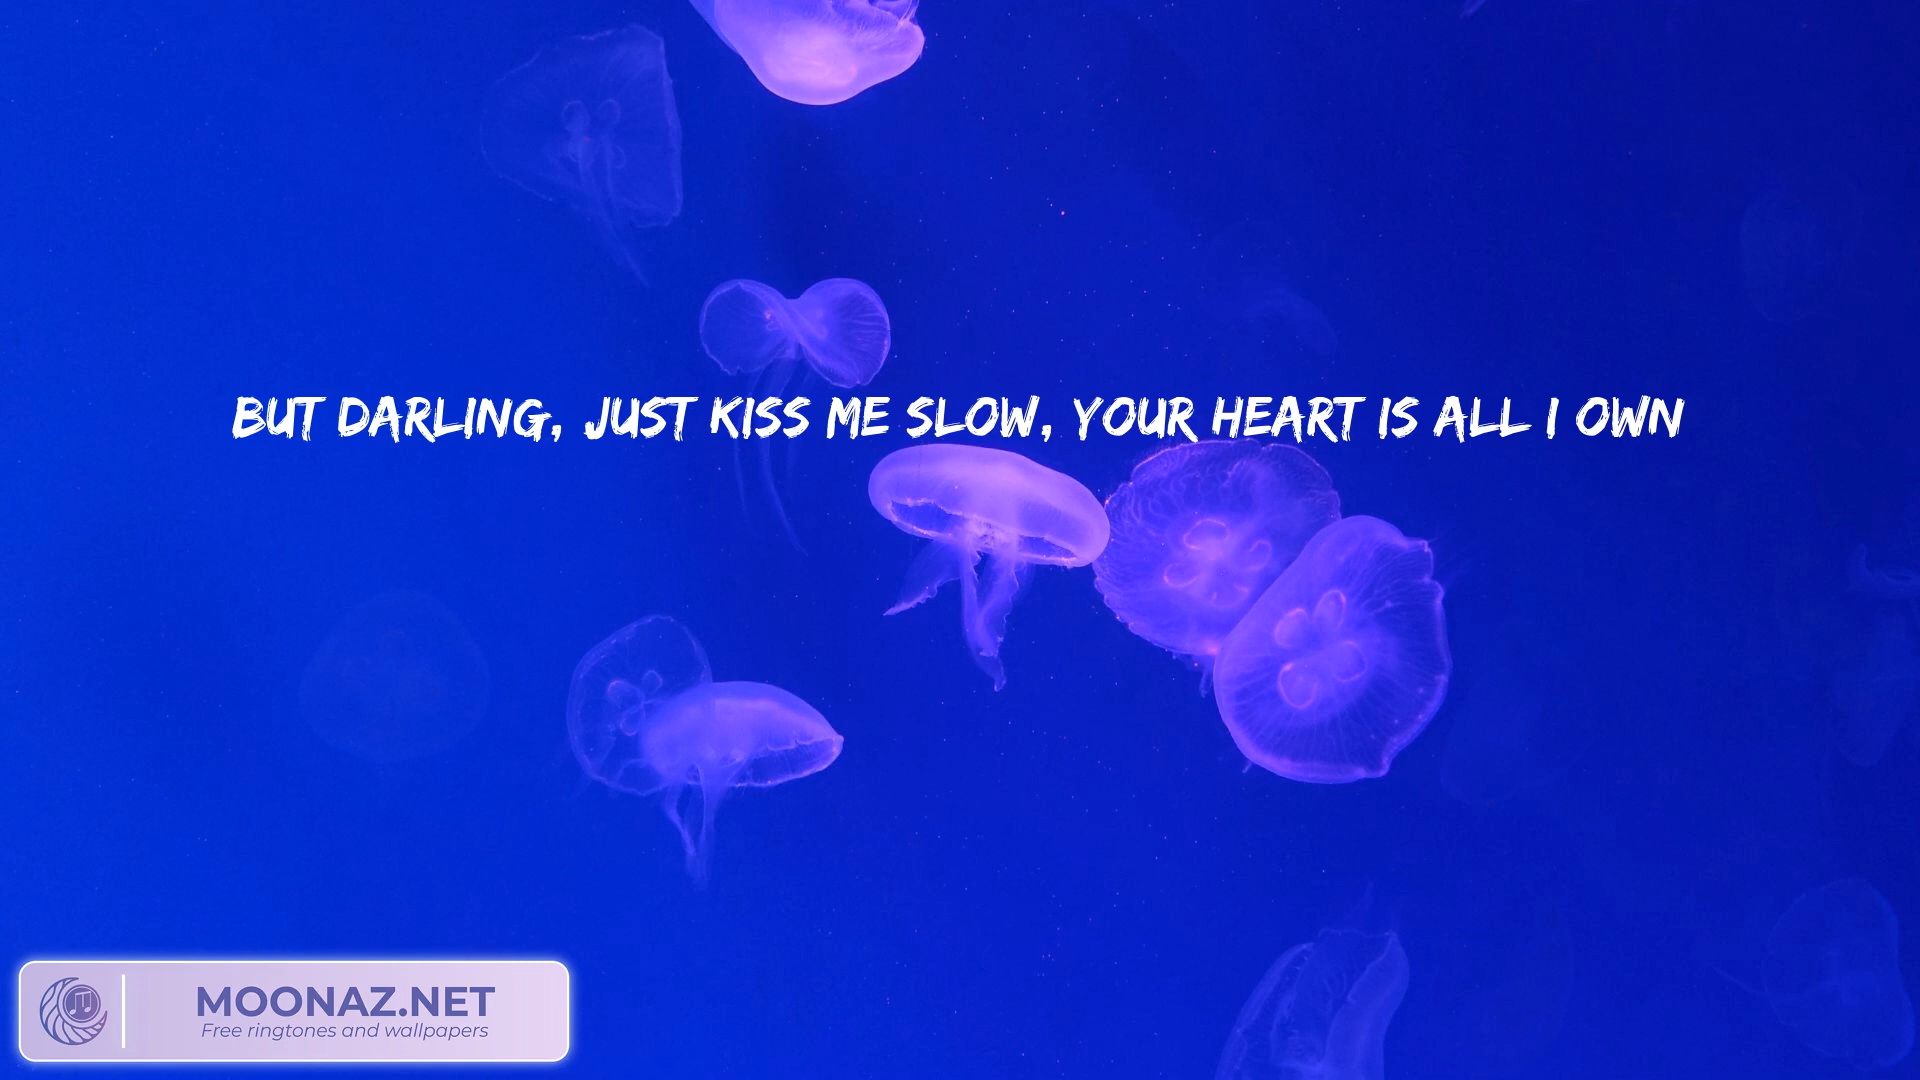 BUT DARLING, JUST KISS ME SLOW, YOUR HEART IS ALL I OWN
MOONAZ.NET
Free ringtones and wallpapers